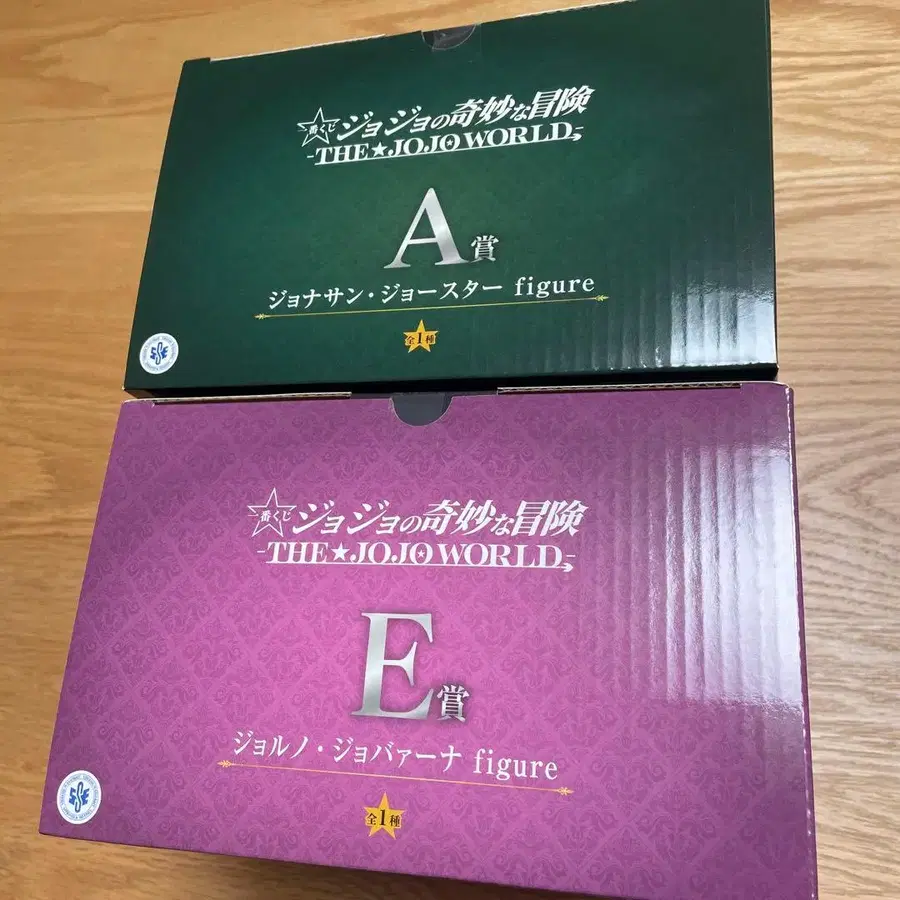 一番くじ ジョジョの奇妙な冒険
-THE★JOJO WORLD-
A賞
ジョナサン・ジョースター figure
全1種
一番くじ ジョジョの奇妙な冒険
-THE★JOJO WORLD-
E賞
ジョルノ・ジョバァーナ figure
全1種